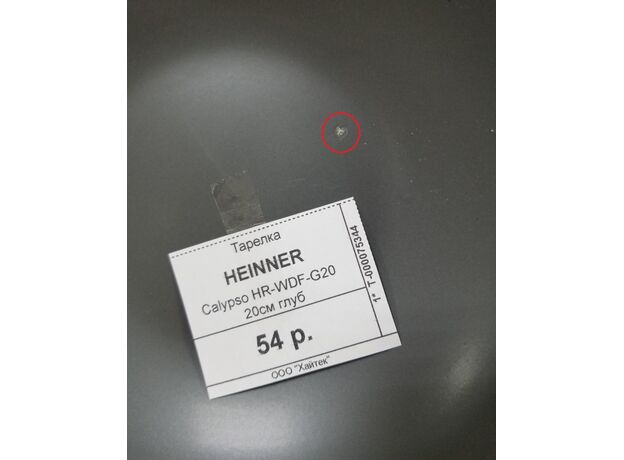 Тарелка
HEINNER
Calypso HR-WDF-G20
20см глуб
54 р.
ООО "Хайтек"
1" Т-000075344